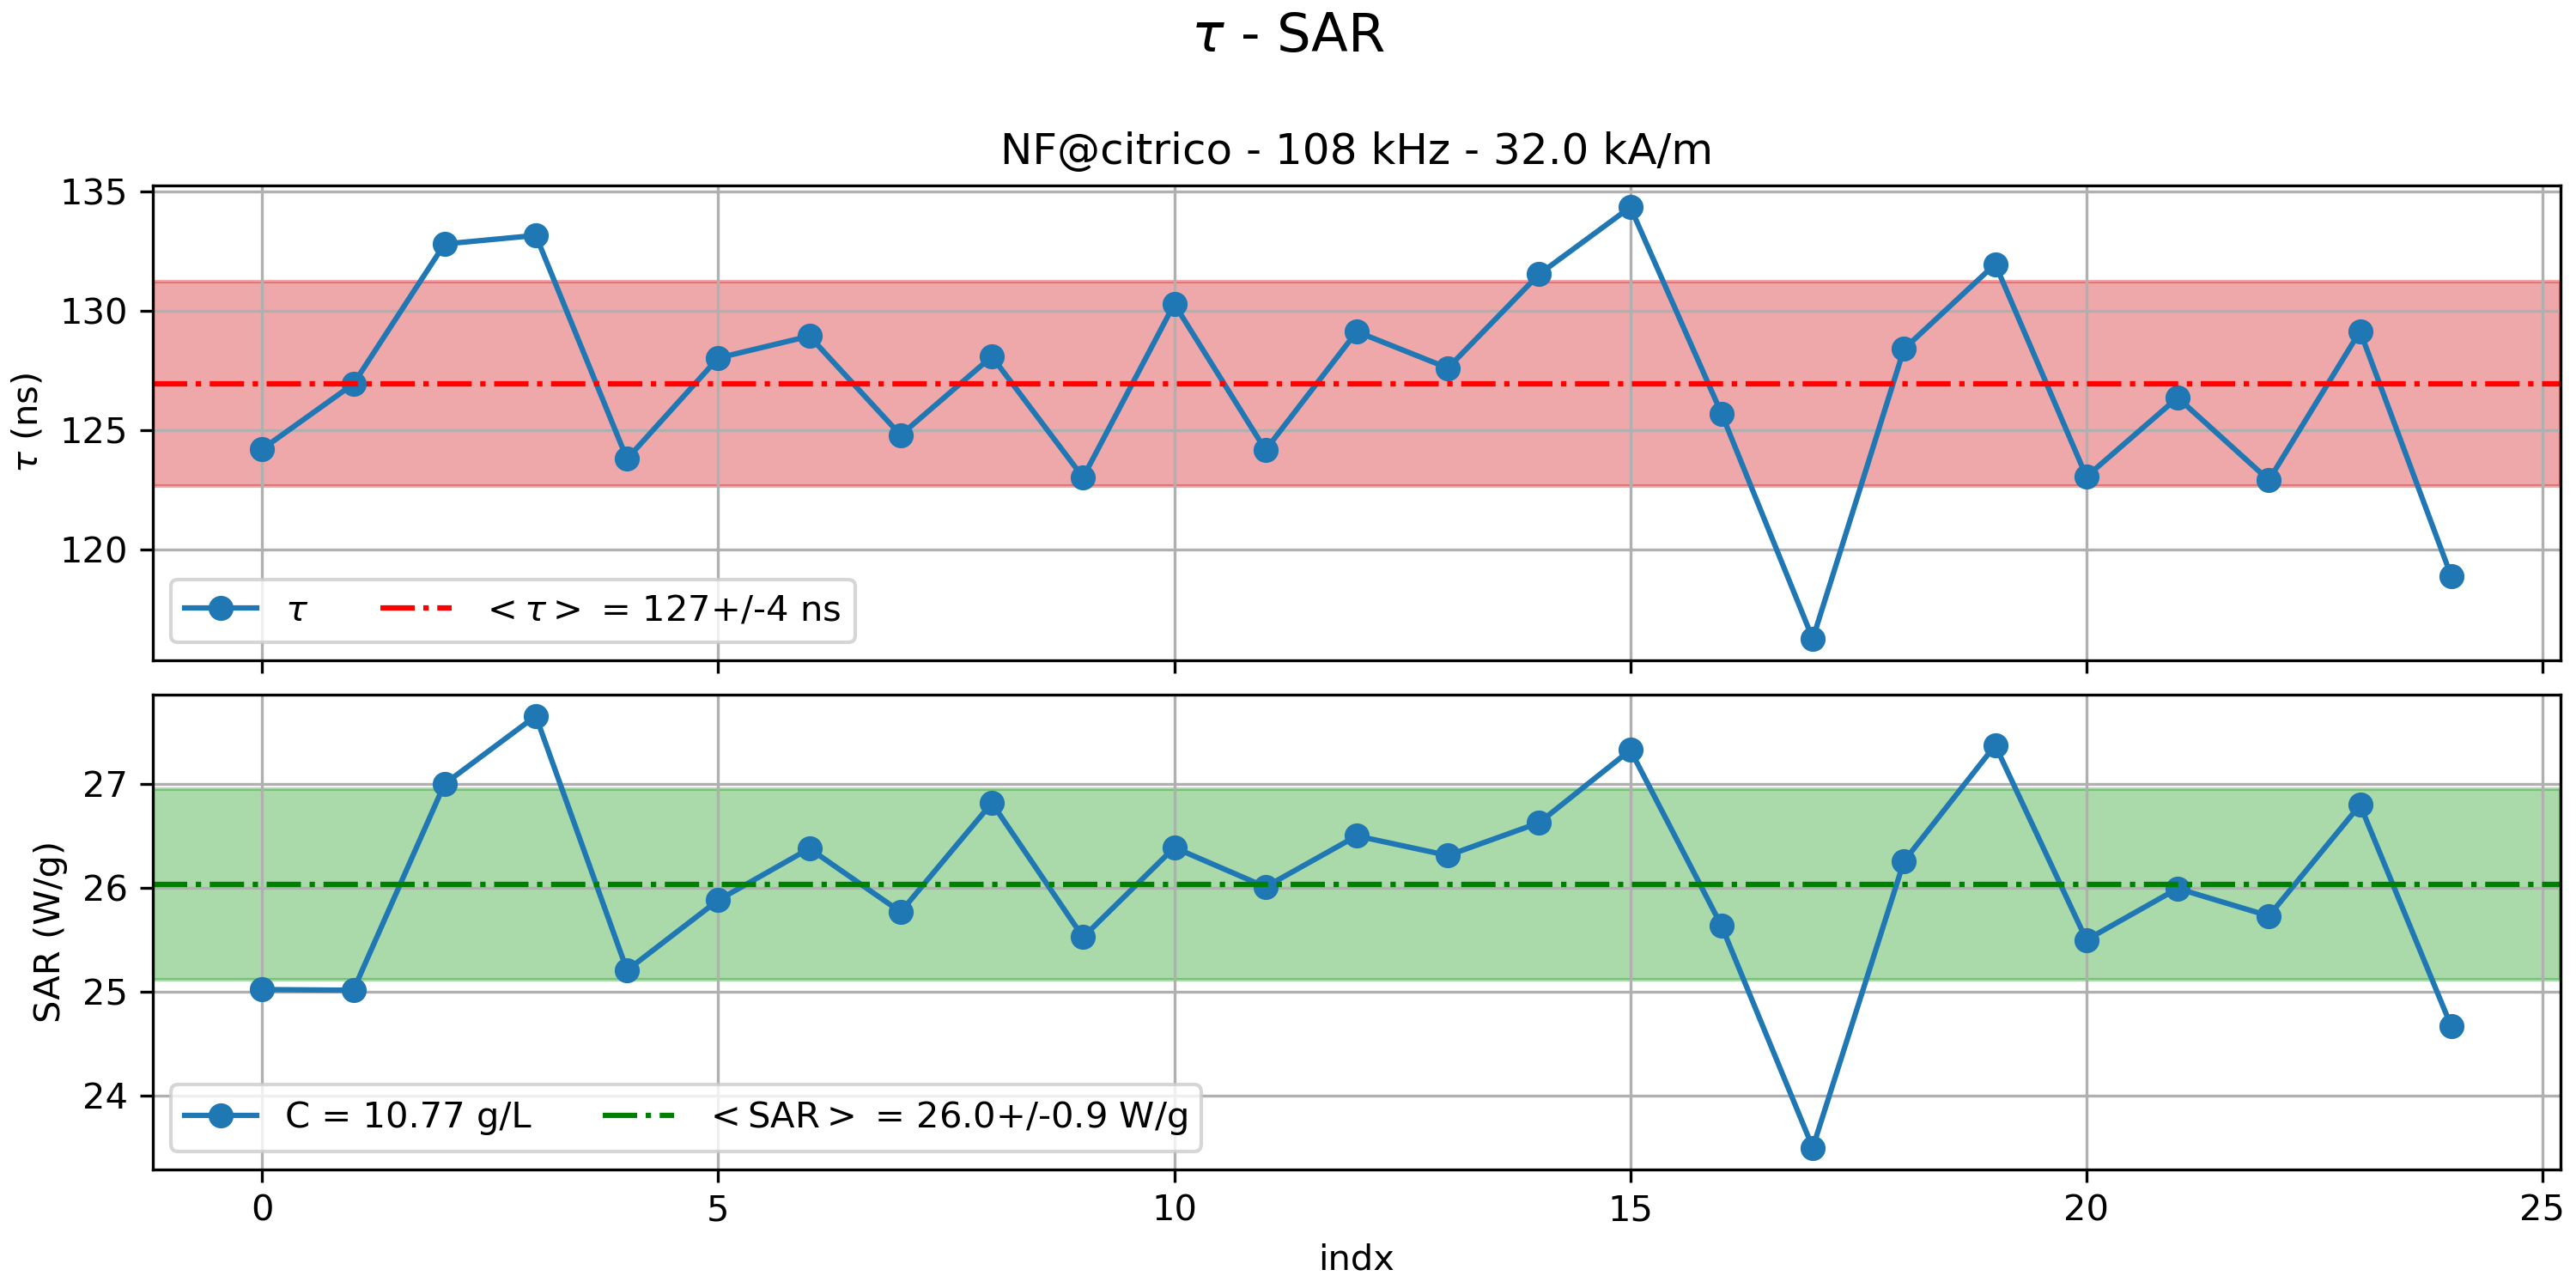 τ - SAR
NF@citrico - 108 kHz - 32.0 kA/m
135
130
125
120
τ (ns)
τ
<τ> = 127+/-4 ns
27
26
25
24
SAR (W/g)
C = 10.77 g/L
<SAR> = 26.0+/-0.9 W/g
0 5 10 15 20 25
indx